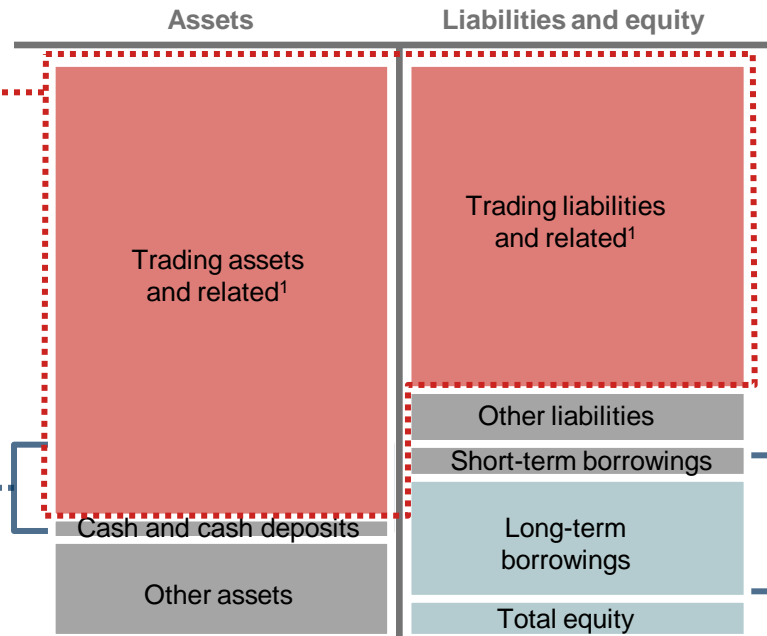 Assets
Liabilities and equity
Trading assets
and related¹
Cash and cash deposits
Other assets
Trading liabilities
and related¹
Other liabilities
Short-term borrowings
Long-term
borrowings
Total equity